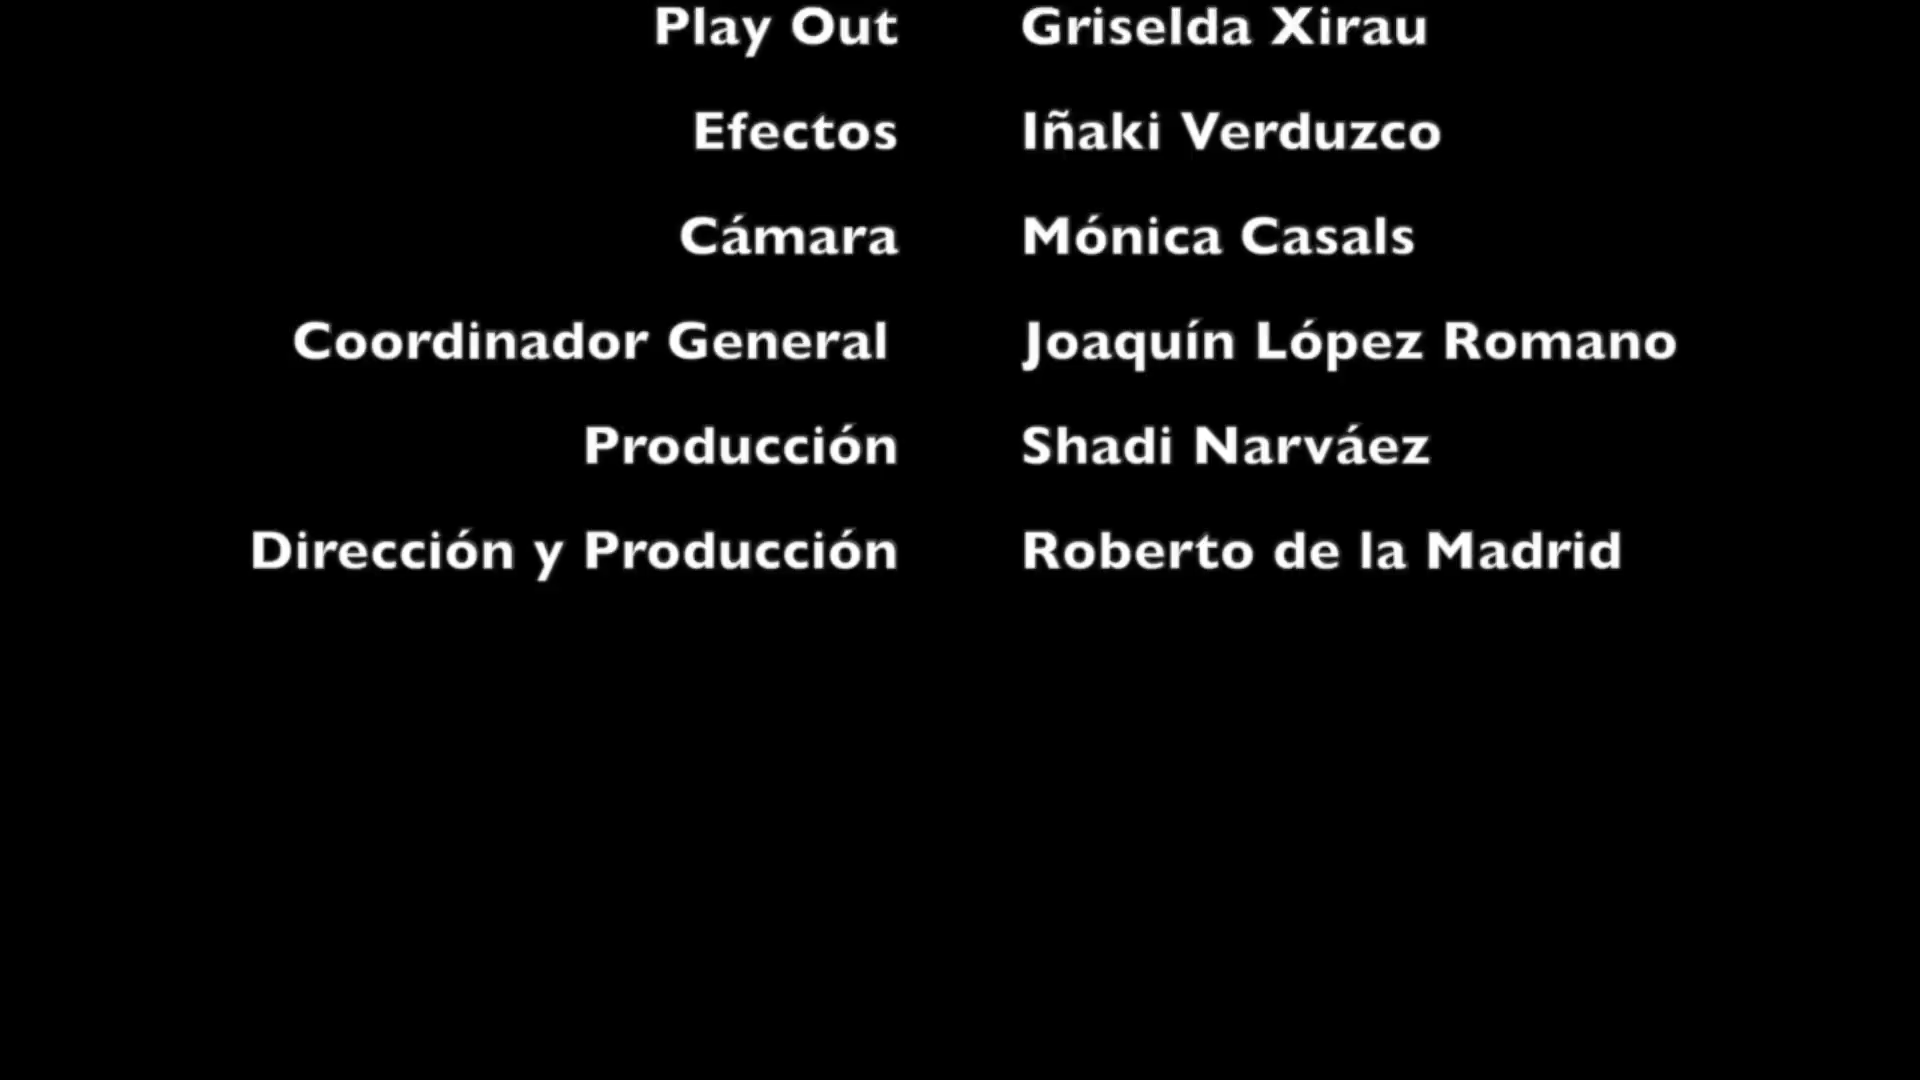 Play Out Griselda Xirau
Efectos Iñaki Verduzco
Cámara Mónica Casals
Coordinador General Joaquín López Romano
Producción Shadi Narváez
Dirección y Producción Roberto de la Madrid